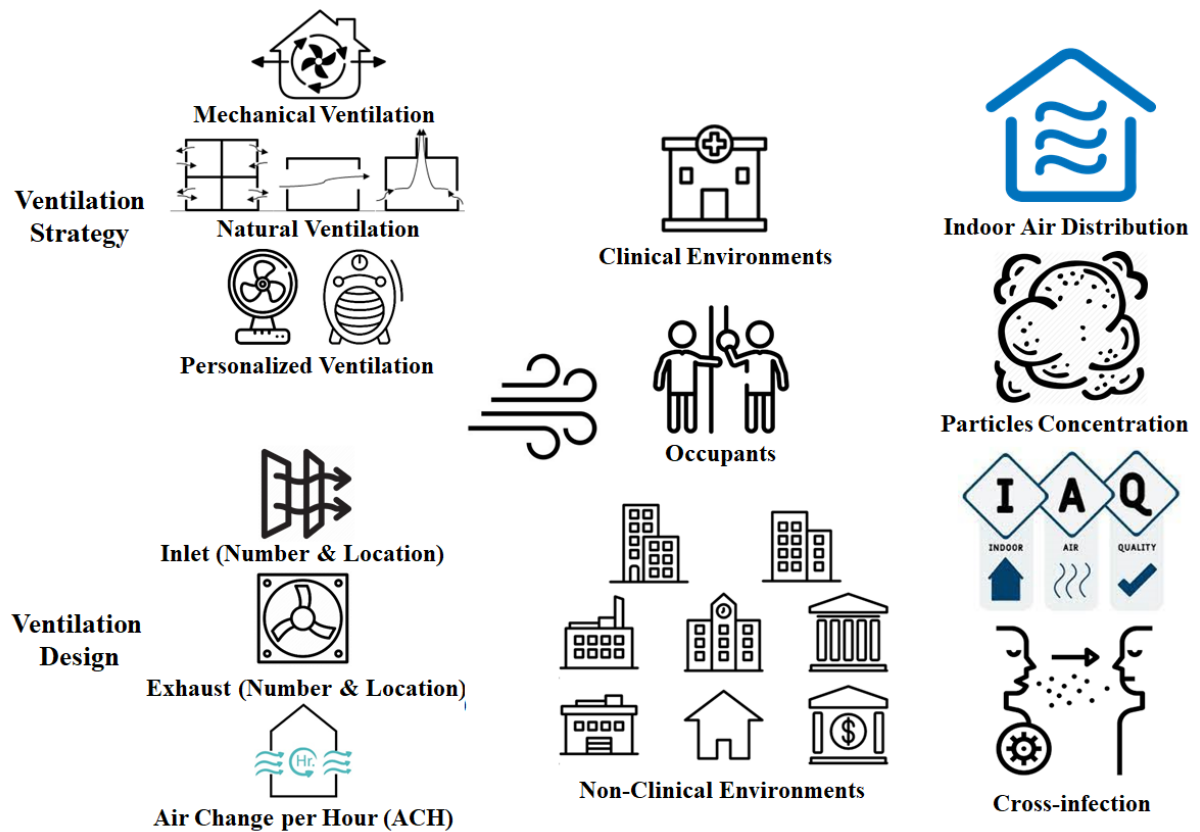 Mechanical Ventilation
Ventilation
Strategy
Natural Ventilation
Personalized Ventilation
Inlet (Number & Location)
Ventilation
Design
Exhaust (Number & Location)
Hr.
Air Change per Hour (ACH)
Clinical Environments
Occupants
$
Non-Clinical Environments
Indoor Air Distribution
Particles Concentration
I A Q
INDOOR AIR QUALITY
Cross-infection